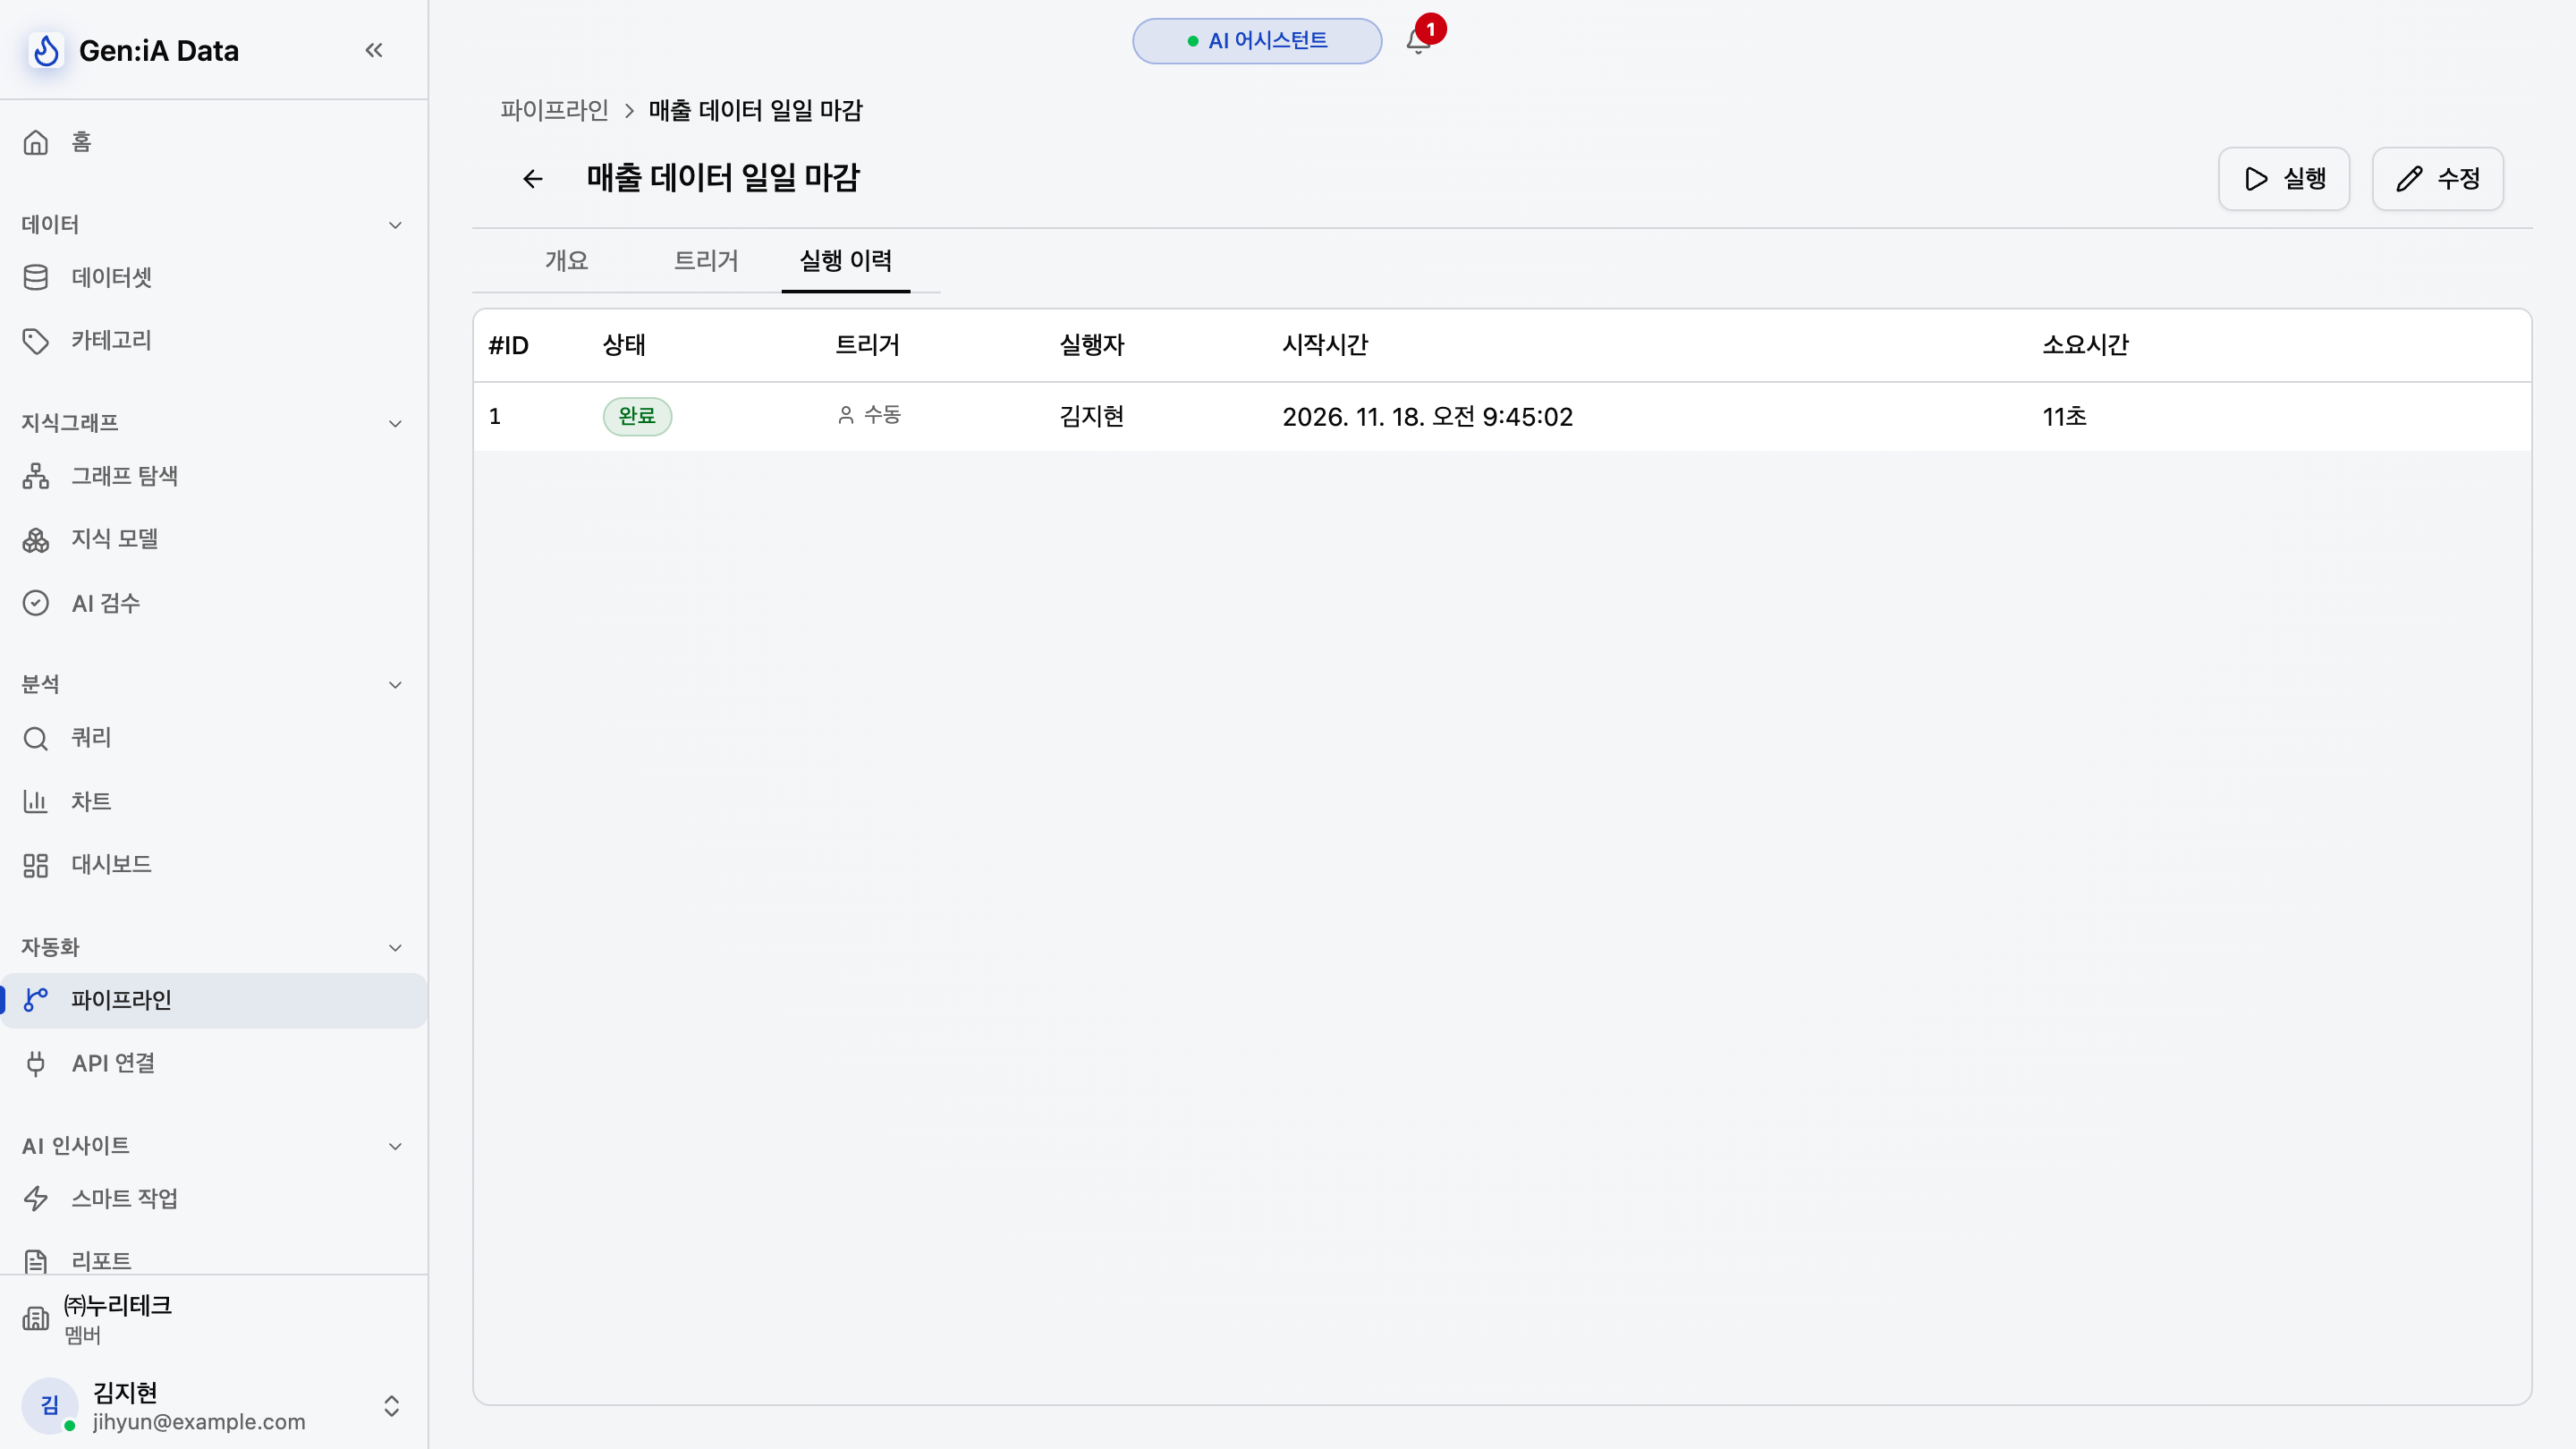 Gen:iA Data
홈
데이터
데이터셋
카테고리
지식그래프
그래프 탐색
지식 모델
AI 검수
분석
쿼리
차트
대시보드
자동화
파이프라인
API 연결
AI 인사이트
스마트 작업
리포트
㈜누리테크
멤버
김
김지현
jihyun@example.com
AI 어시스턴트
1
파이프라인 > 매출 데이터 일일 마감
매출 데이터 일일 마감
실행 수정
개요 트리거 실행 이력
#ID 상태 트리거 실행자 시작시간 소요시간
1 완료 수동 김지현 2026. 11. 18. 오전 9:45:02 11초